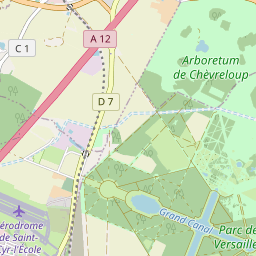 A 12
C 1
Arboretum
de Chèvreloup
D 7
Grand Canal
Aérodrome
de Saint-
Cyr-l'École
Parc de
Versaille